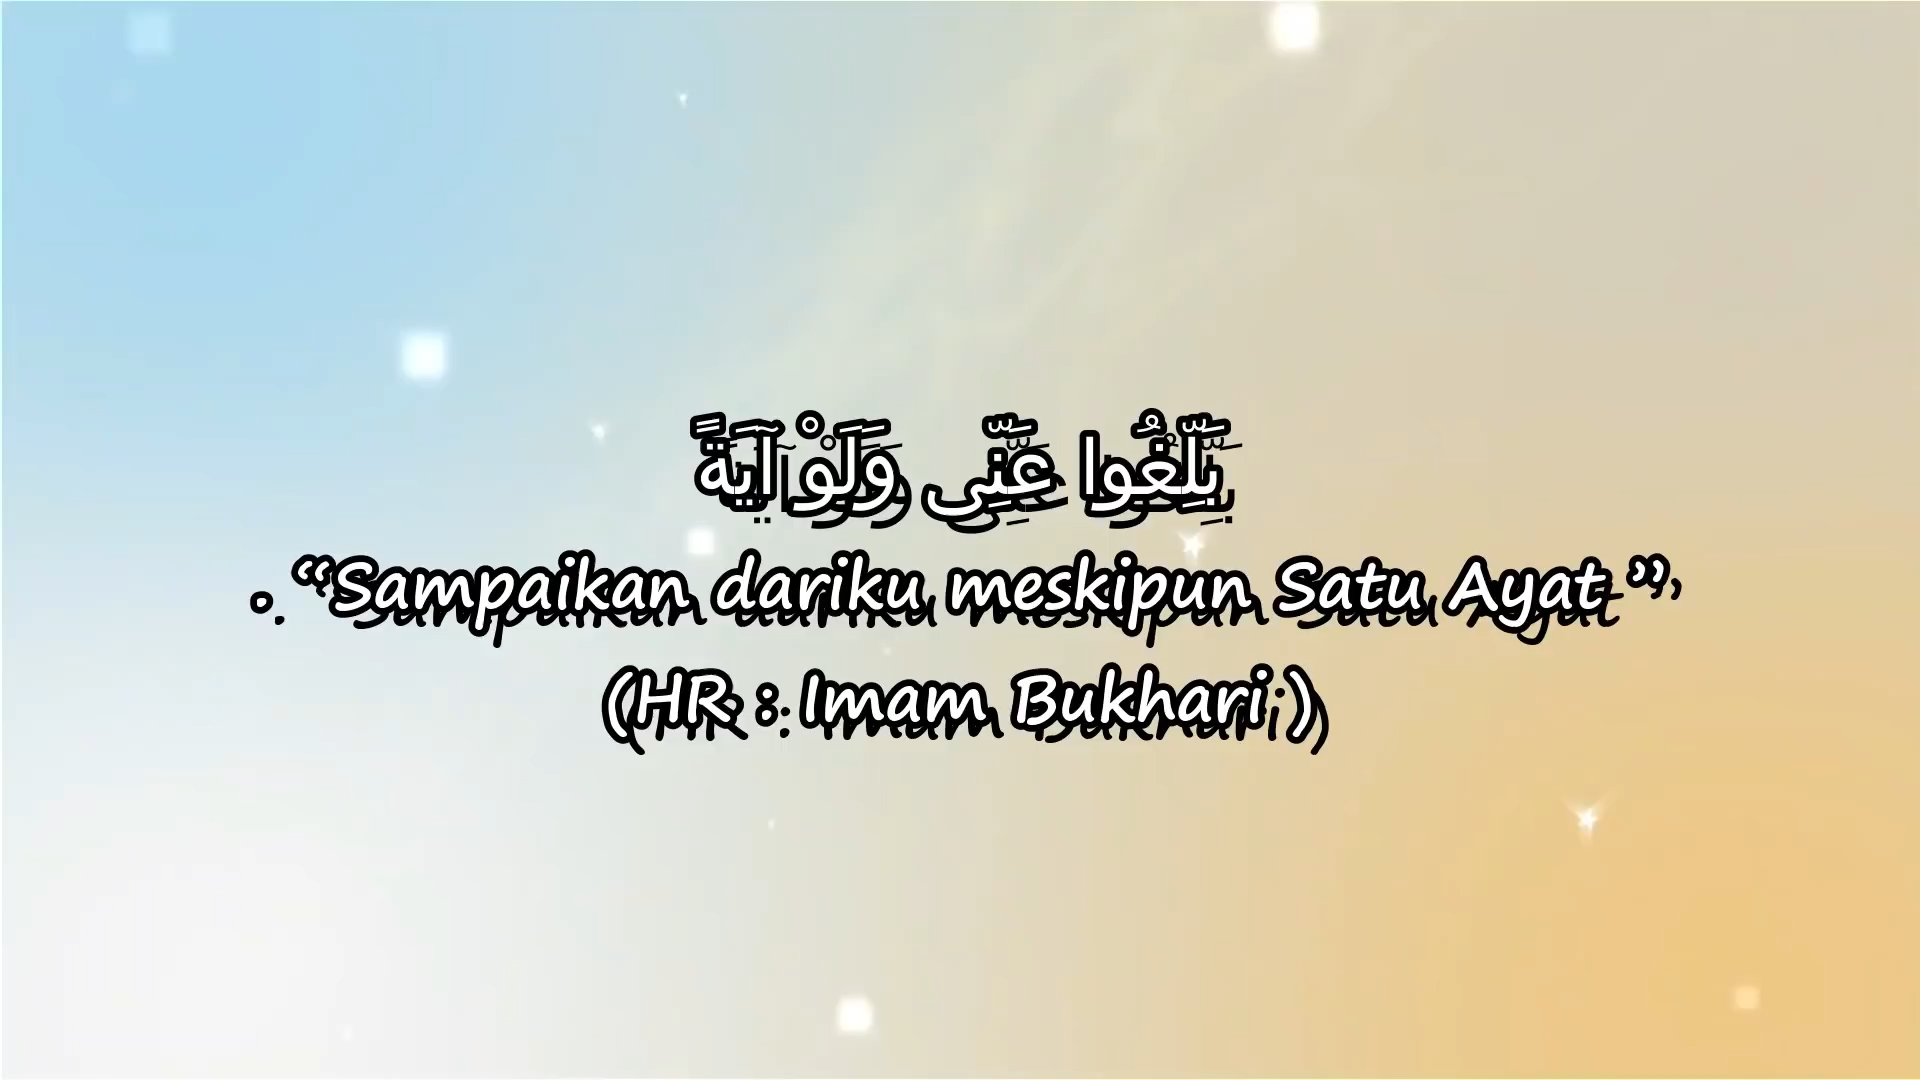 بَّلِّغُوا عَنِّى وَلَوْ آيَةً
. “Sampaikan dariku meskipun Satu Ayat ”
(HR : Imam Bukhari )